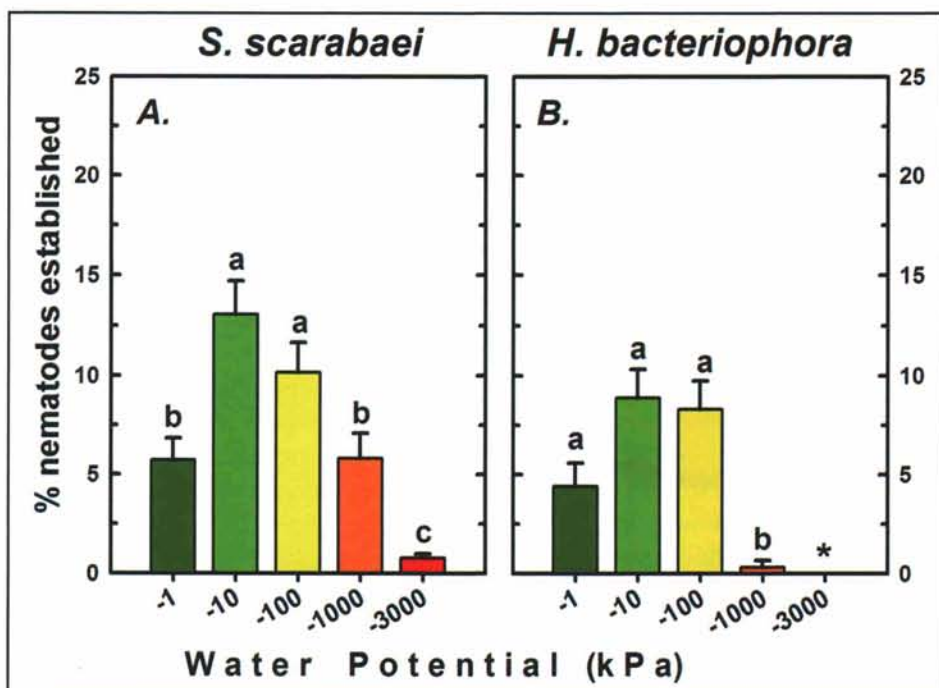 S. scarabaei H. bacteriophora
A. B.
% nematodes established
25
20
15
10
5
0
b a a b c
a a a b *
25
20
15
10
5
0
-1 -10 -100 -1000 -3000
-1 -10 -100 -1000 -3000
Water Potential (kPa)